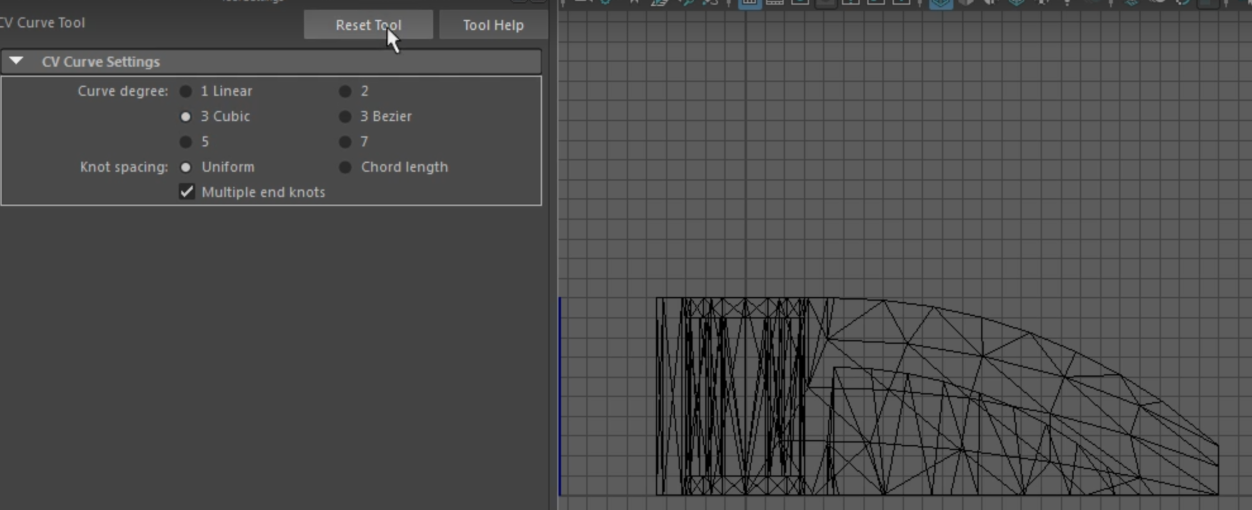 CV Curve Tool
Reset Tool
Tool Help
CV Curve Settings
Curve degree:
1 Linear
2
3 Cubic
3 Bezier
5
7
Knot spacing:
Uniform
Chord length
Multiple end knots